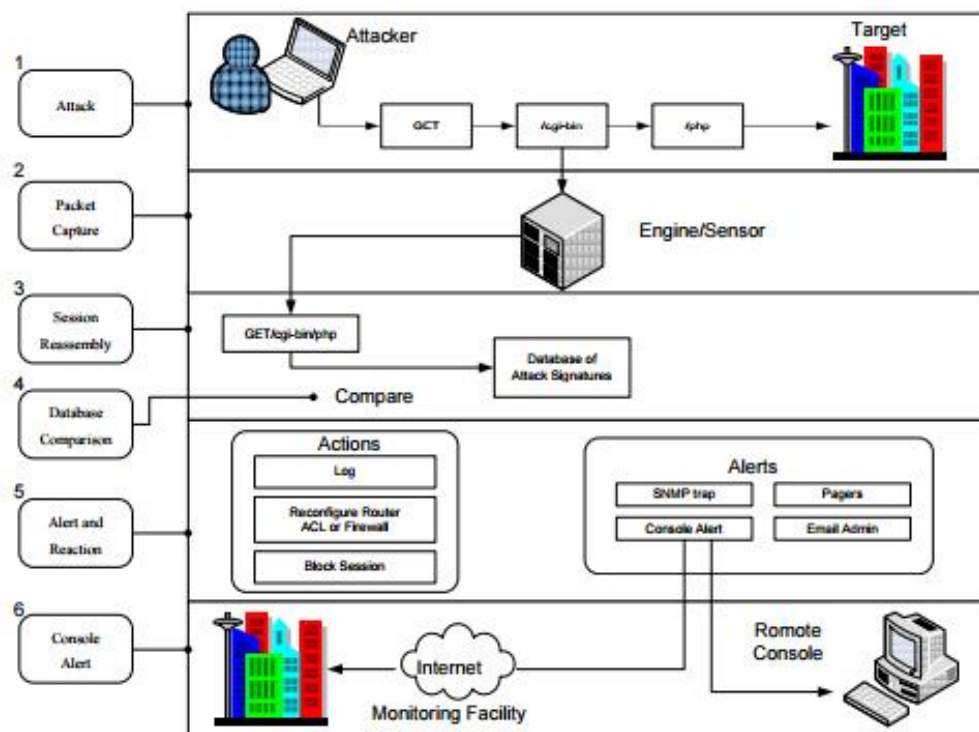 1
Attack
2
Packet
Capture
3
Session
Reassembly
4
Database
Comparison
5
Alert and
Reaction
6
Console
Alert
Attacker
Target
GCT
/cgi-bin
/php
Engine/Sensor
GET/cgi-bin/php
Database of
Attack Signatures
Compare
Actions
Log
Reconfigure Router
ACL or Firewall
Block Session
Alerts
SNMP trap
Pagers
Console Alert
Email Admin
Internet
Monitoring Facility
Romote
Console